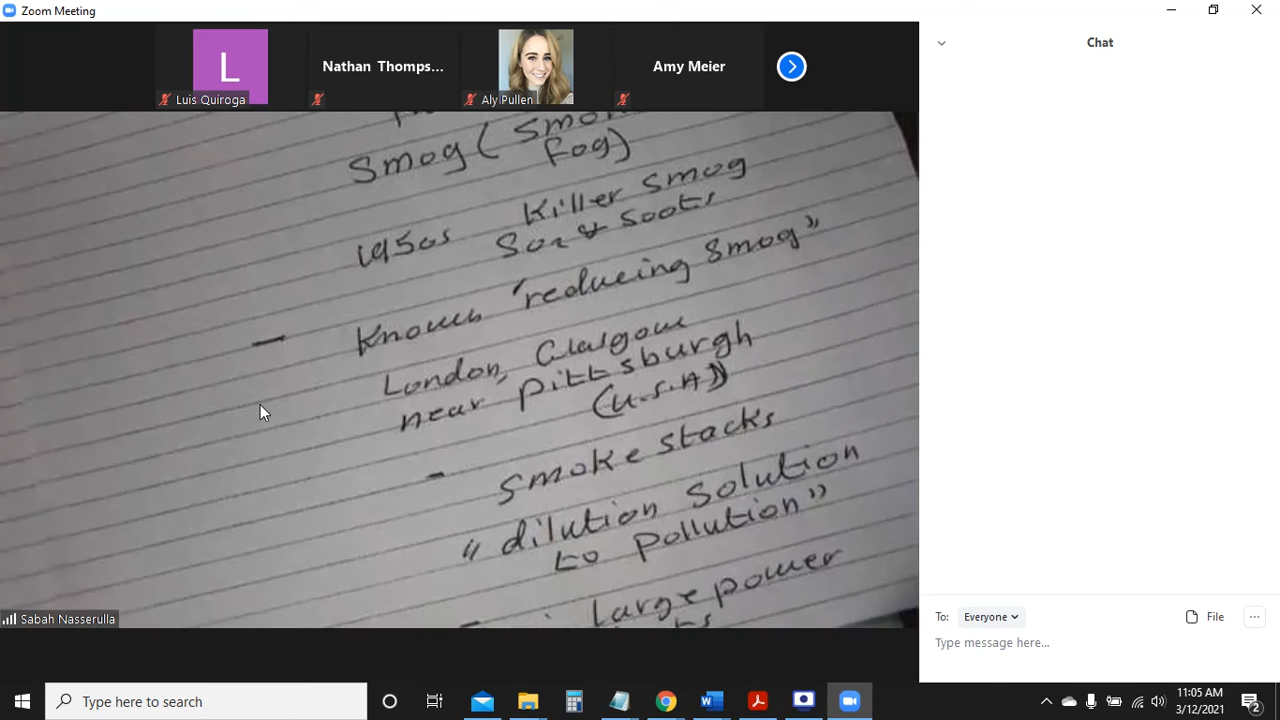 Zoom Meeting
L
Luis Quiroga
Nathan Thomps...
Aly Pullen
Amy Meier
Chat
Smog (Smok
fog)
1950s Killer smog
SO2 & soots
- Known "reducing smog"
London, Glasgow
near Pittsburgh
(U.S.A)
- smoke stacks
"dilution solution
to pollution"
large power
Sabah Nasserulla
To: Everyone File ...
Type message here...
Type here to search
11:05 AM
3/12/2021
2